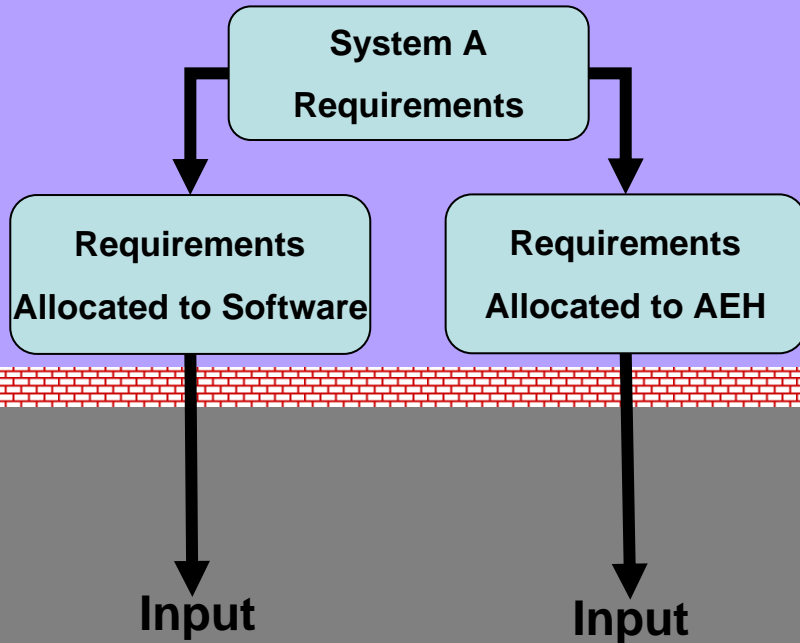 System A
Requirements
Requirements
Allocated to Software
Requirements
Allocated to AEH
Input
Input